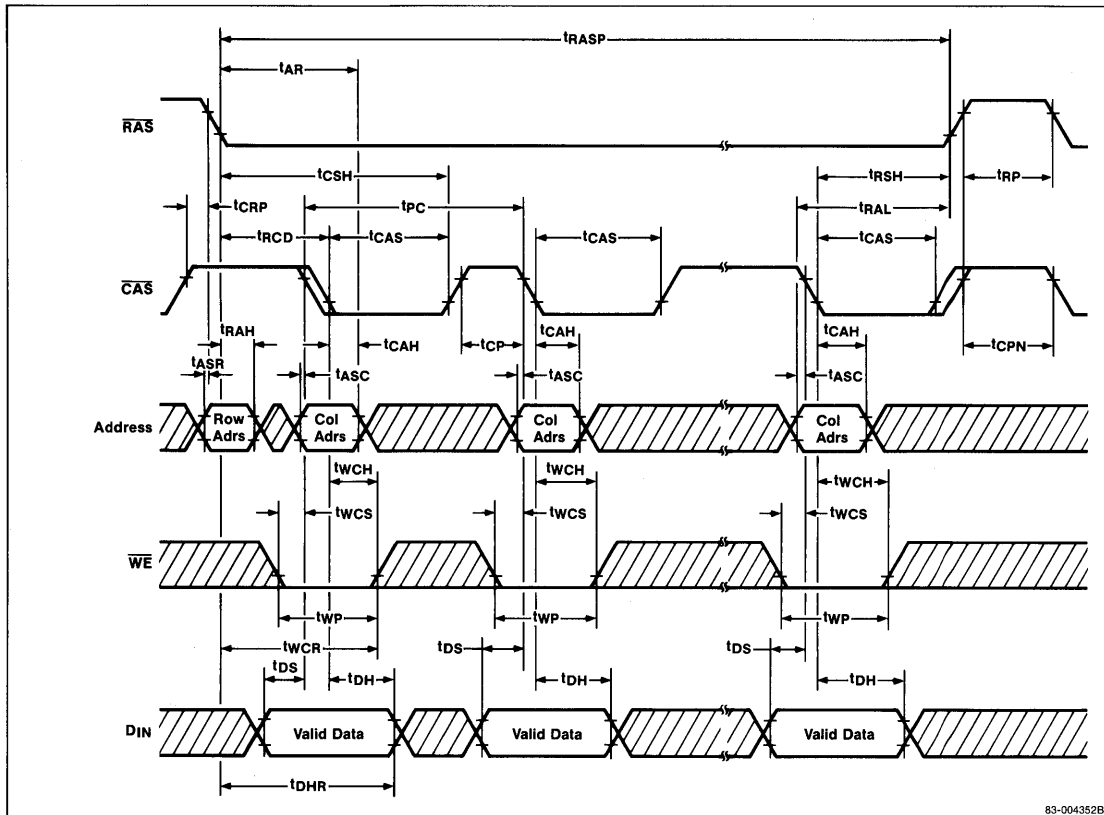 tRASP
tAR
RAS
tCSH
tRSH
tRP
tCRP
tPC
tRAL
tRCD
tCAS
tCAS
tCAS
CAS
tRAH
tCAH
tCP
tCAH
tCAH
tCPN
tASR
tASC
tASC
tASC
Address
Row Adrs
Col Adrs
Col Adrs
Col Adrs
tWCH
tWCH
tWCH
tWCS
tWCS
tWCS
WE
tWP
tWP
tWP
tWCR
tDS
tDS
tDS
tDH
tDH
tDH
DIN
Valid Data
Valid Data
Valid Data
tDHR
83-004352B